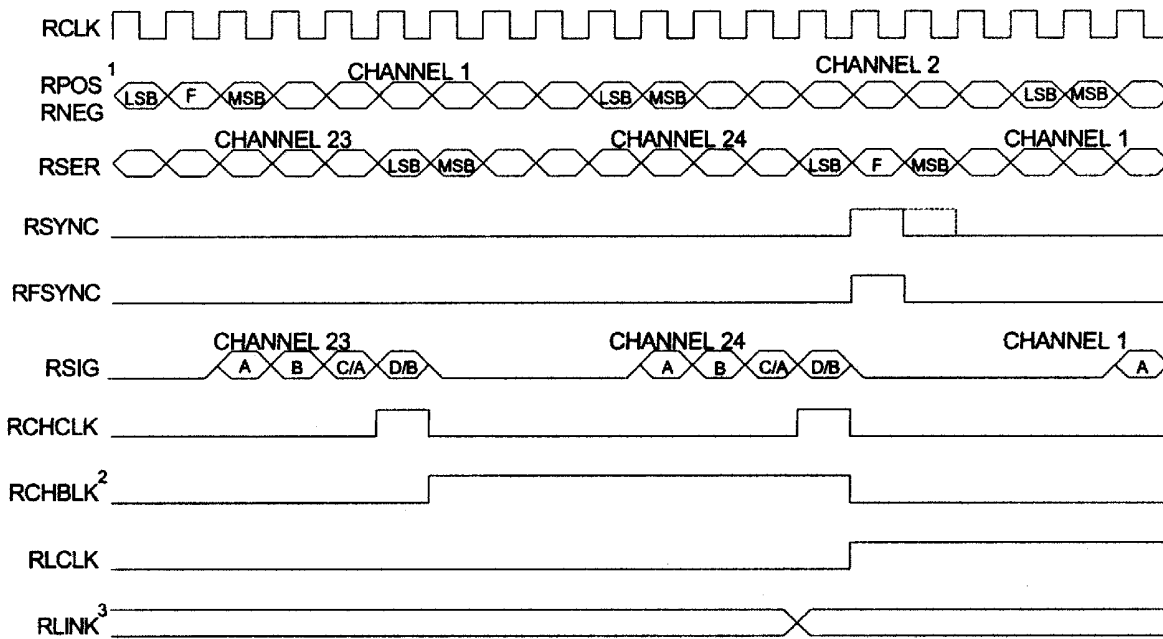 RCLK
1
CHANNEL 1
CHANNEL 2
RPOS
RNEG
LSB F MSB LSB MSB LSB MSB
CHANNEL 23
CHANNEL 24
CHANNEL 1
RSER
LSB MSB LSB F MSB
RSYNC
RFSYNC
CHANNEL 23
CHANNEL 24
CHANNEL 1
RSIG
A B C/A D/B A B C/A D/B A
RCHCLK
RCHBLK 2
RLCLK
RLINK 3